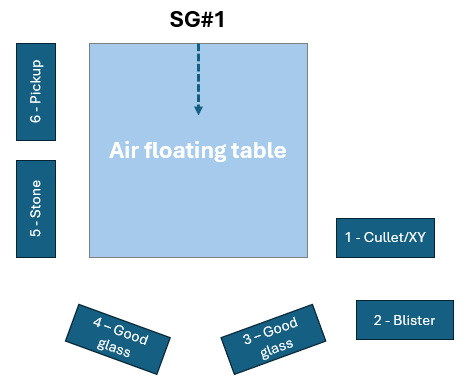 SG#1
6 - Pickup
Air floating table
5 - Stone
1 - Cullet/XY
2 - Blister
4 – Good
glass
3 – Good
glass